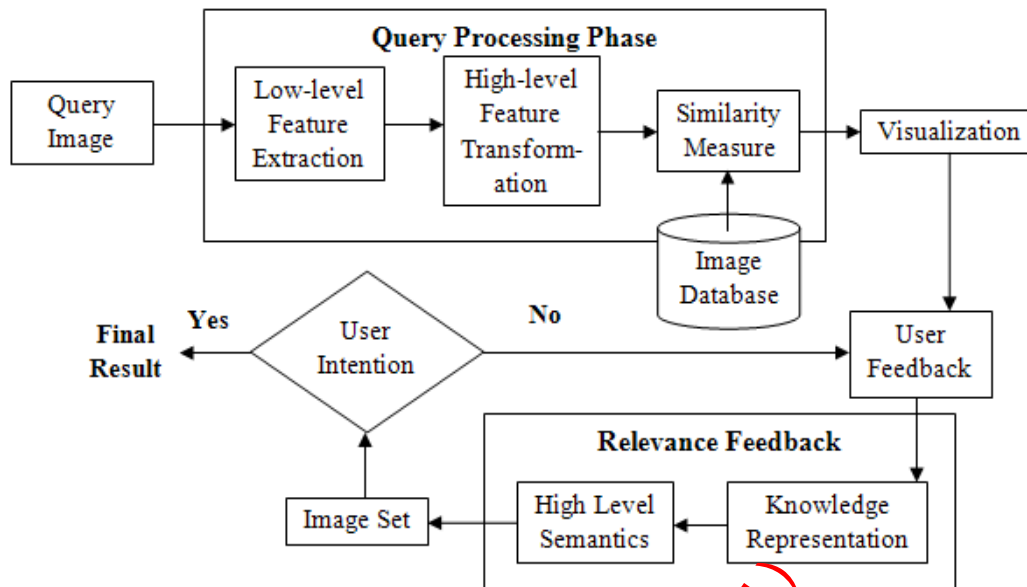 Query Processing Phase
Query
Image
Low-level
Feature
Extraction
High-level
Feature
Transform-
ation
Similarity
Measure
Visualization
Image
Database
Final
Result
Yes
User
Intention
No
User
Feedback
Relevance Feedback
Image Set
High Level
Semantics
Knowledge
Representation